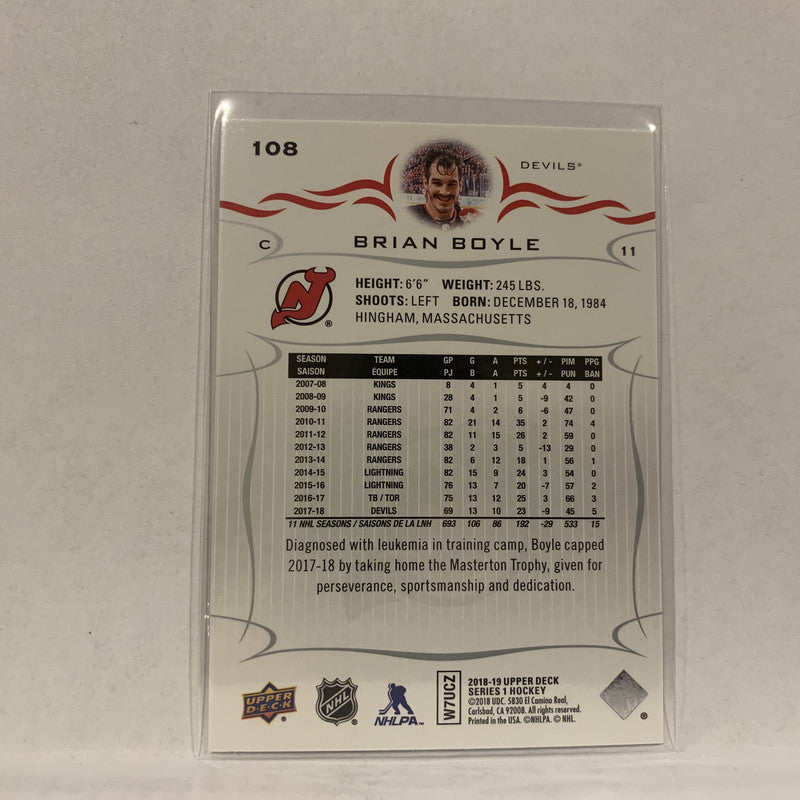 108
DEVILS®
C
BRIAN BOYLE
11
HEIGHT: 6'6" WEIGHT: 245 LBS.
SHOOTS: LEFT BORN: DECEMBER 18, 1984
HINGHAM, MASSACHUSETTS
®
SEASON TEAM GP G A PTS +/- PIM PPG
SAISON ÉQUIPE PJ B A PTS +/- PUN BAN
2007-08 KINGS 8 4 1 5 4 4 0
2008-09 KINGS 28 4 1 5 -9 42 0
2009-10 RANGERS 71 4 2 6 -6 47 0
2010-11 RANGERS 82 21 14 35 2 74 4
2011-12 RANGERS 82 11 15 26 2 59 0
2012-13 RANGERS 38 2 3 5 -13 29 0
2013-14 RANGERS 82 6 12 18 1 56 1
2014-15 LIGHTNING 82 15 9 24 3 54 0
2015-16 LIGHTNING 76 13 7 20 -7 57 2
2016-17 TB / TOR 75 13 12 25 3 66 3
2017-18 DEVILS 69 13 10 23 -9 45 5
11 NHL SEASONS / SAISONS DE LA LNH 693 106 86 192 -29 533 15
Diagnosed with leukemia in training camp, Boyle capped
2017-18 by taking home the Masterton Trophy, given for
perseverance, sportsmanship and dedication.
UPPER
DECK®
NHL®
NHLPA™
W7UCZ
2018-19 UPPER DECK
SERIES 1 HOCKEY
©2018 UDC. 5830 El Camino Real,
Carlsbad, CA 92008. All rights reserved.
Printed in the USA. ©NHLPA. © NHL.
®